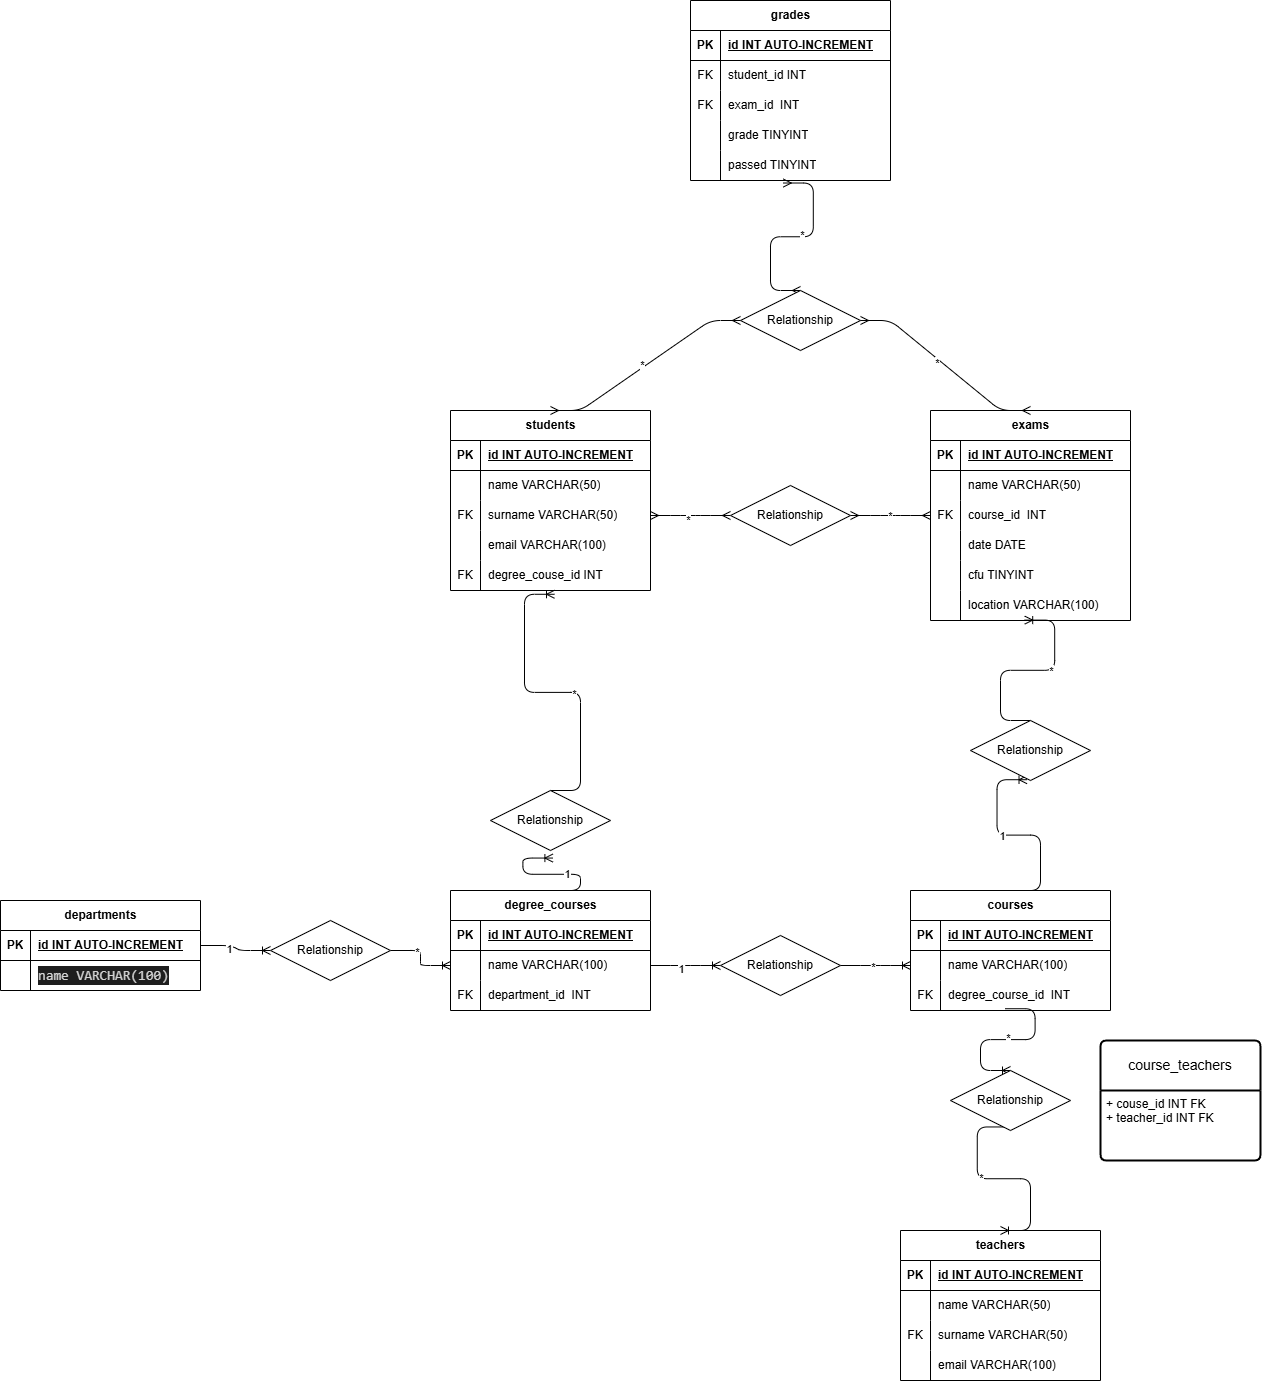 grades
PK id INT AUTO-INCREMENT
FK student_id INT
FK exam_id INT
grade TINYINT
passed TINYINT
*
Relationship
*
*
students
PK id INT AUTO-INCREMENT
name VARCHAR(50)
FK surname VARCHAR(50)
email VARCHAR(100)
FK degree_couse_id INT
*
Relationship
*
exams
PK id INT AUTO-INCREMENT
name VARCHAR(50)
FK course_id INT
date DATE
cfu TINYINT
location VARCHAR(100)
*
Relationship
1
*
Relationship
1
departments
PK id INT AUTO-INCREMENT
name VARCHAR(100)
1
Relationship
*
degree_courses
PK id INT AUTO-INCREMENT
name VARCHAR(100)
FK department_id INT
1
Relationship
*
courses
PK id INT AUTO-INCREMENT
name VARCHAR(100)
FK degree_course_id INT
*
Relationship
*
course_teachers
+ couse_id INT FK
+ teacher_id INT FK
teachers
PK id INT AUTO-INCREMENT
name VARCHAR(50)
FK surname VARCHAR(50)
email VARCHAR(100)